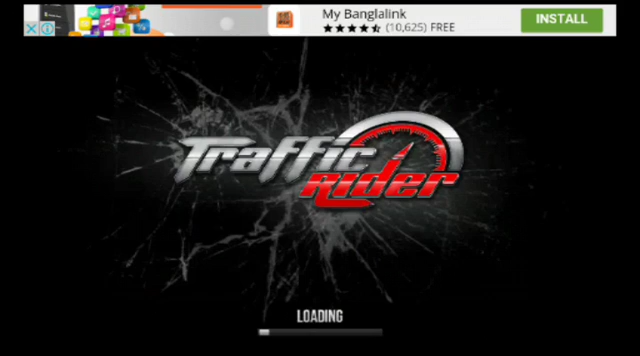 My Banglalink
(10,625) FREE
INSTALL
Traffic
Rider
LOADING